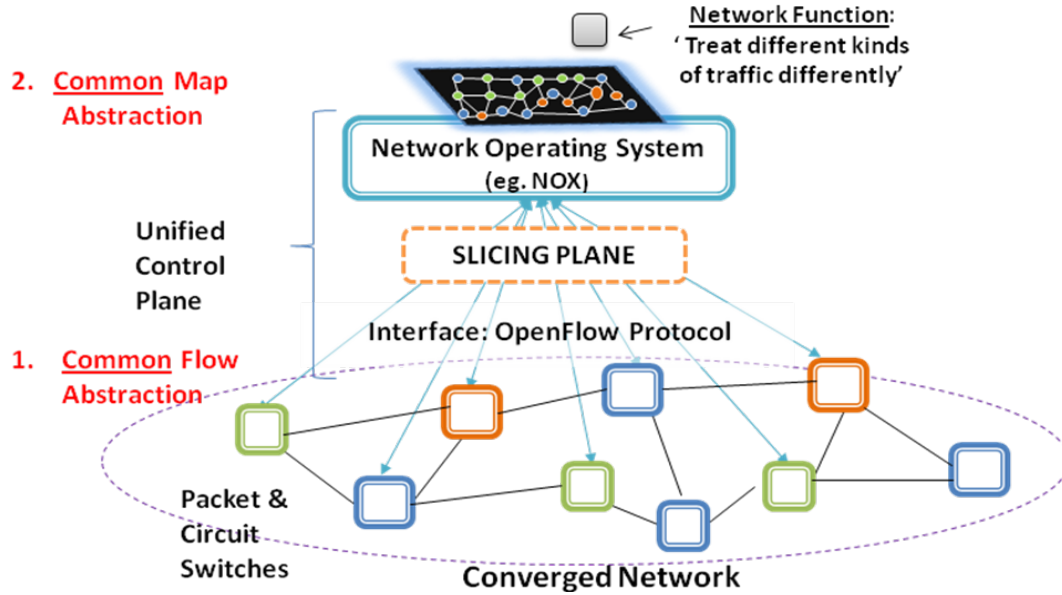 Network Function:
‘ Treat different kinds
of traffic differently’
2. Common Map
Abstraction
Network Operating System
(eg. NOX)
Unified
Control
Plane
SLICING PLANE
Interface: OpenFlow Protocol
1. Common Flow
Abstraction
Packet &
Circuit
Switches
Converged Network